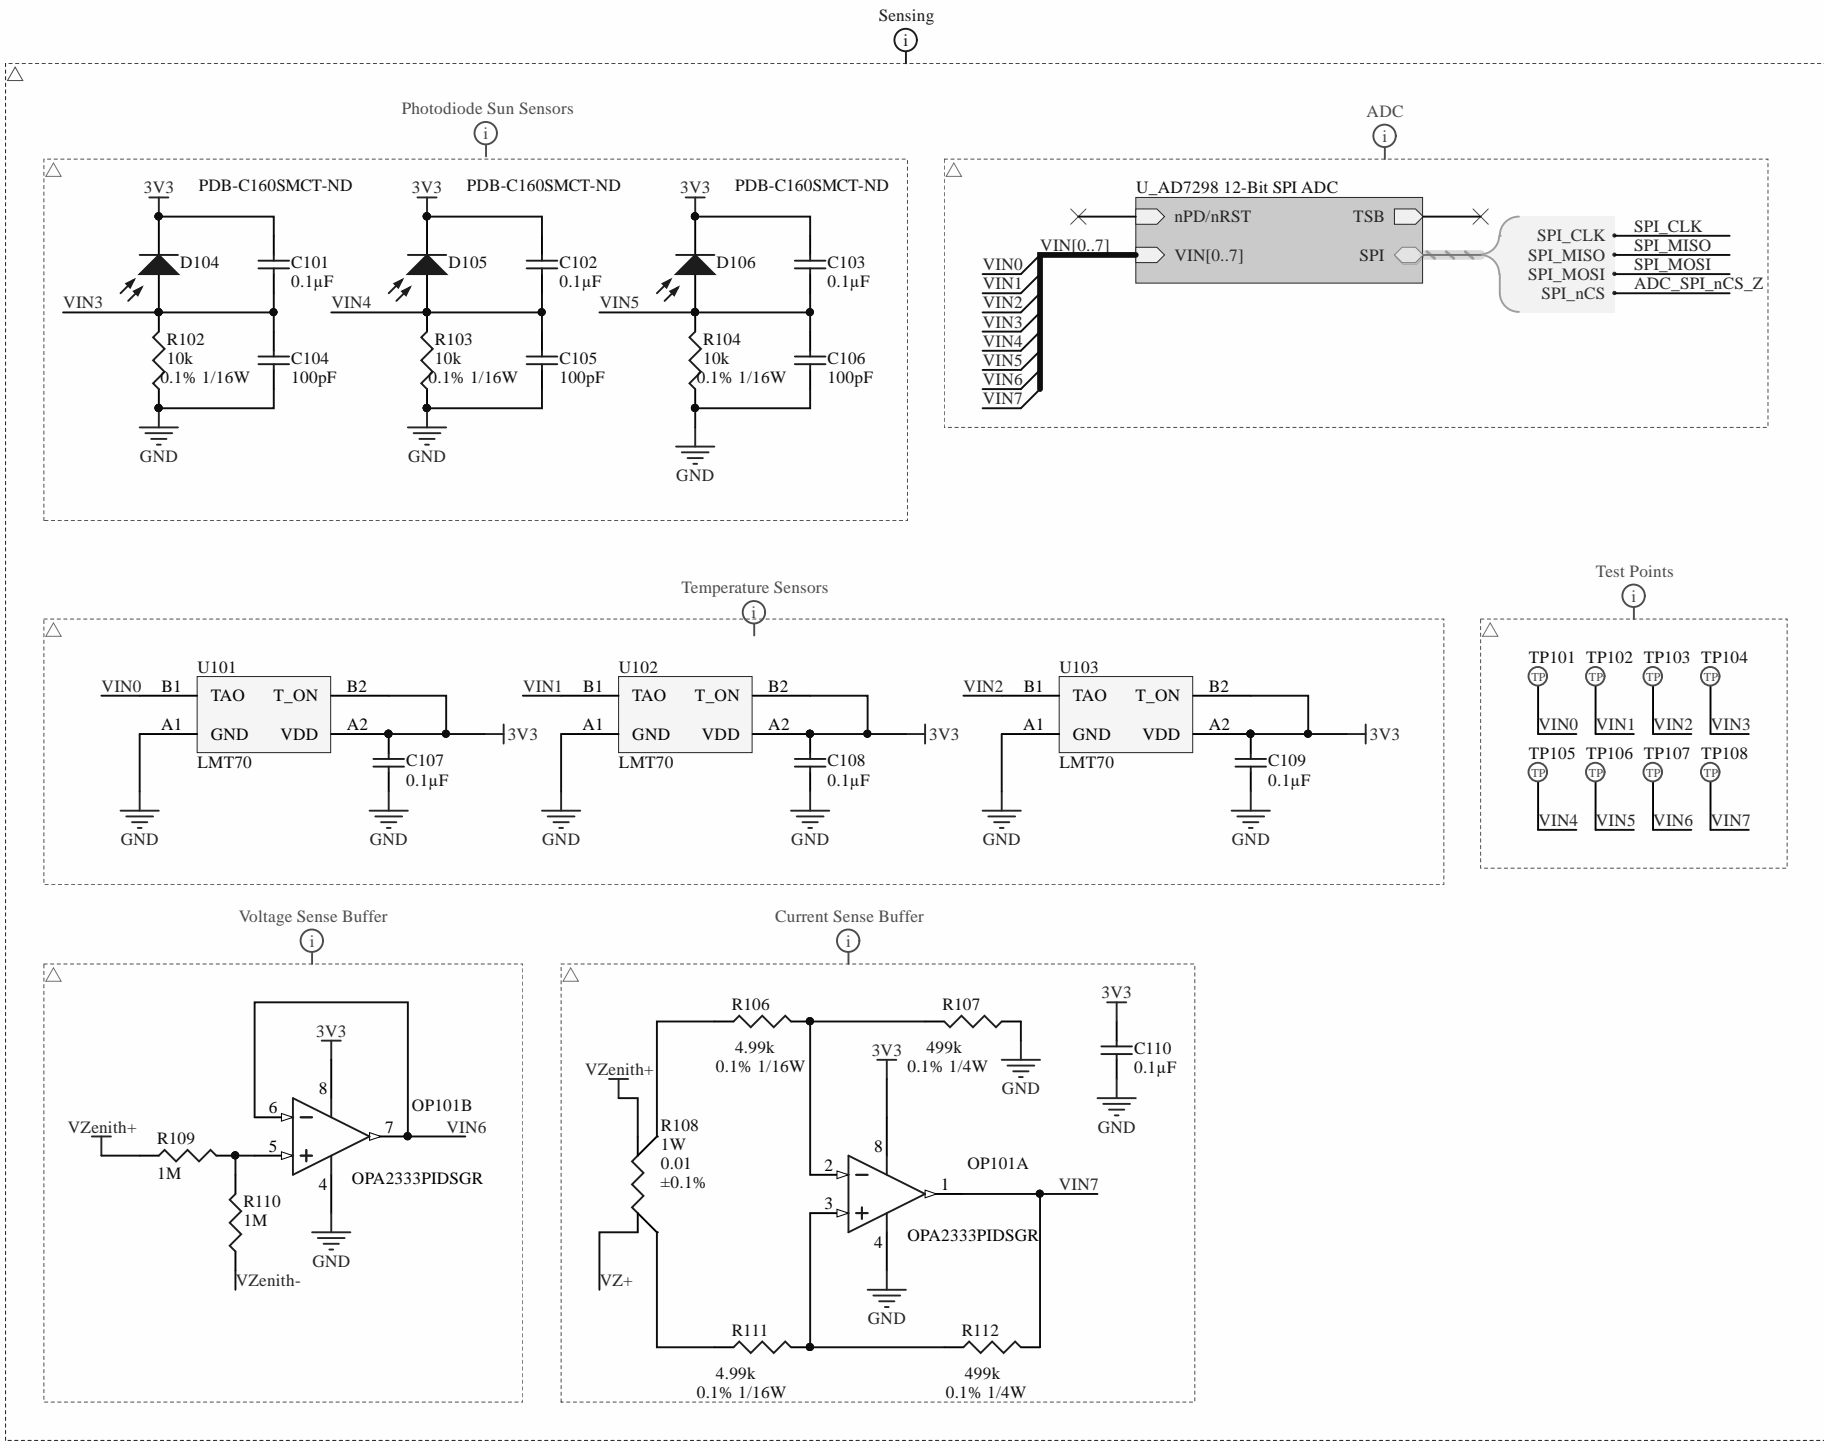 Sensing
i
Photodiode Sun Sensors
i
3V3 PDB-C160SMCT-ND
D104
C101
0.1µF
VIN3
R102
10k
0.1% 1/16W
C104
100pF
GND
3V3 PDB-C160SMCT-ND
D105
C102
0.1µF
VIN4
R103
10k
0.1% 1/16W
C105
100pF
GND
3V3 PDB-C160SMCT-ND
D106
C103
0.1µF
VIN5
R104
10k
0.1% 1/16W
C106
100pF
GND
ADC
i
U_AD7298 12-Bit SPI ADC
nPD/nRST TSB
VIN[0..7] VIN[0..7] SPI
VIN0
VIN1
VIN2
VIN3
VIN4
VIN5
VIN6
VIN7
SPI_CLK SPI_CLK
SPI_MISO SPI_MISO
SPI_MOSI SPI_MOSI
SPI_nCS ADC_SPI_nCS_Z
Temperature Sensors
i
U101
VIN0 B1 TAO T_ON B2
A1 GND VDD A2 3V3
LMT70
C107
0.1µF
GND GND
U102
VIN1 B1 TAO T_ON B2
A1 GND VDD A2 3V3
LMT70
C108
0.1µF
GND GND
U103
VIN2 B1 TAO T_ON B2
A1 GND VDD A2 3V3
LMT70
C109
0.1µF
GND GND
Test Points
i
TP101 TP102 TP103 TP104
TP TP TP TP
VIN0 VIN1 VIN2 VIN3
TP105 TP106 TP107 TP108
TP TP TP TP
VIN4 VIN5 VIN6 VIN7
Voltage Sense Buffer
i
3V3
8
6
OP101B
7 VIN6
VZenith+
R109
1M
5
4
OPA2333PIDSGR
R110
1M
GND
VZenith-
Current Sense Buffer
i
R106
4.99k
0.1% 1/16W
R107
499k
0.1% 1/4W
GND
3V3
C110
0.1µF
GND
3V3
VZenith+
R108
1W
0.01
±0.1%
VZ+
8
2
3
OP101A
1 VIN7
4
OPA2333PIDSGR
GND
R111
4.99k
0.1% 1/16W
R112
499k
0.1% 1/4W